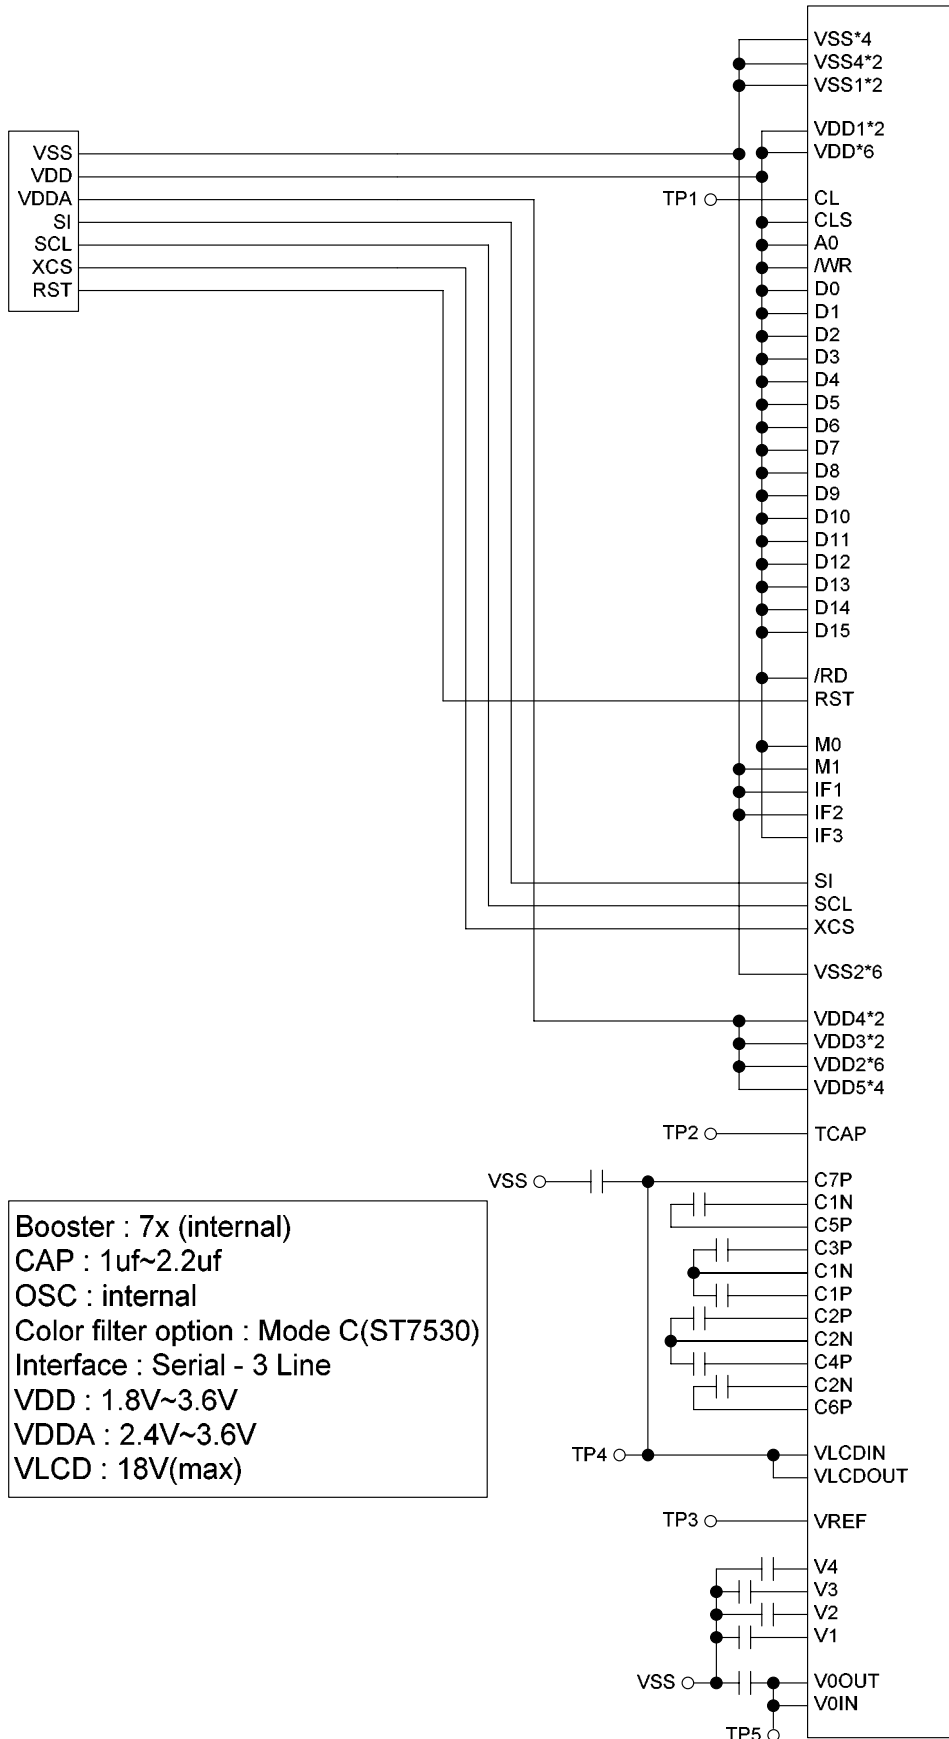 VSS*4
VSS4*2
VSS1*2
VDD1*2
VDD*6
VSS
VDD
VDDA
SI
SCL
XCS
RST
TP1
CL
CLS
A0
/WR
D0
D1
D2
D3
D4
D5
D6
D7
D8
D9
D10
D11
D12
D13
D14
D15
/RD
RST
M0
M1
IF1
IF2
IF3
SI
SCL
XCS
VSS2*6
VDD4*2
VDD3*2
VDD2*6
VDD5*4
TP2
TCAP
VSS
C7P
C1N
C5P
C3P
C1N
C1P
C2P
C2N
C4P
C2N
C6P
Booster : 7x (internal)
CAP : 1uf~2.2uf
OSC : internal
Color filter option : Mode C(ST7530)
Interface : Serial - 3 Line
VDD : 1.8V~3.6V
VDDA : 2.4V~3.6V
VLCD : 18V(max)
TP4
VLCDIN
VLCDOUT
TP3
VREF
V4
V3
V2
V1
VSS
V0OUT
V0IN
TP5